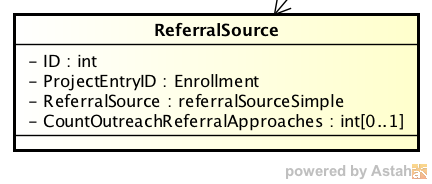 ReferralSource
- ID : int
- ProjectEntryID : Enrollment
- ReferralSource : referralSourceSimple
- CountOutreachReferralApproaches : int[0..1]
powered by Astah